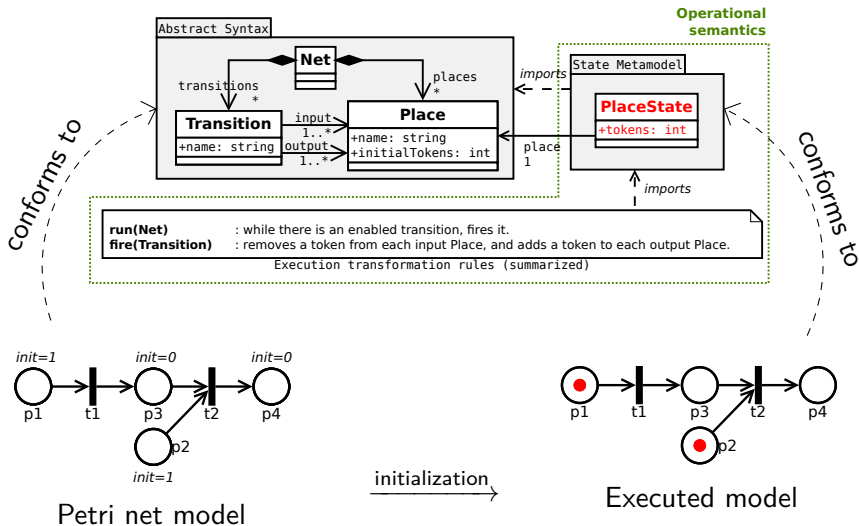 Operational
semantics
Abstract Syntax
Net
transitions
*
places
*
imports
State Metamodel
Transition
+name: string
input
1..*
output
1..*
Place
+name: string
+initialTokens: int
place
1
PlaceState
+tokens: int
imports
conforms to
conforms to
run(Net) : while there is an enabled transition, fires it.
fire(Transition) : removes a token from each input Place, and adds a token to each output Place.
Execution transformation rules (summarized)
init=1 init=0 init=0
p1 t1 p3 t2 p4
p2
init=1
p1 t1 p3 t2 p4
p2
initialization
Petri net model
Executed model